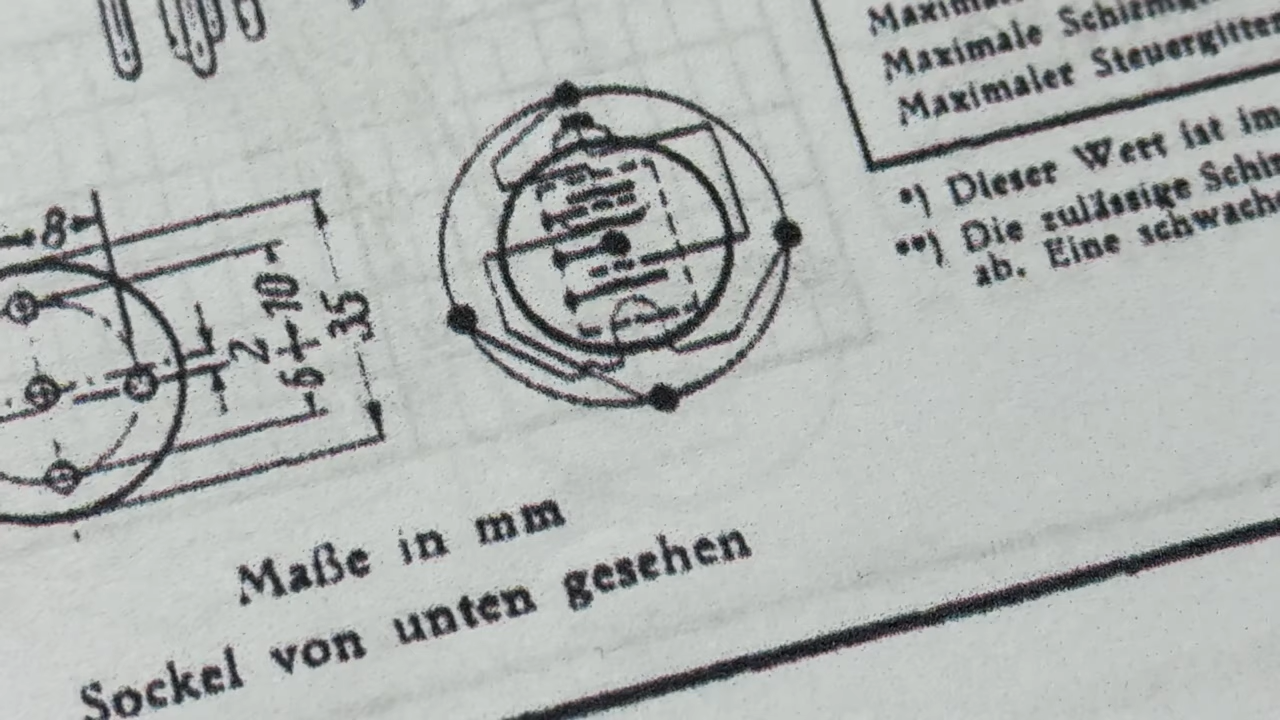 Maximale Schirmg
Maximaler Steuergitter
*) Dieser Wert ist im
**) Die zulässige Schir
ab. Eine schwach
8
2
6 + 10
35
Maße in mm
Sockel von unten gesehen